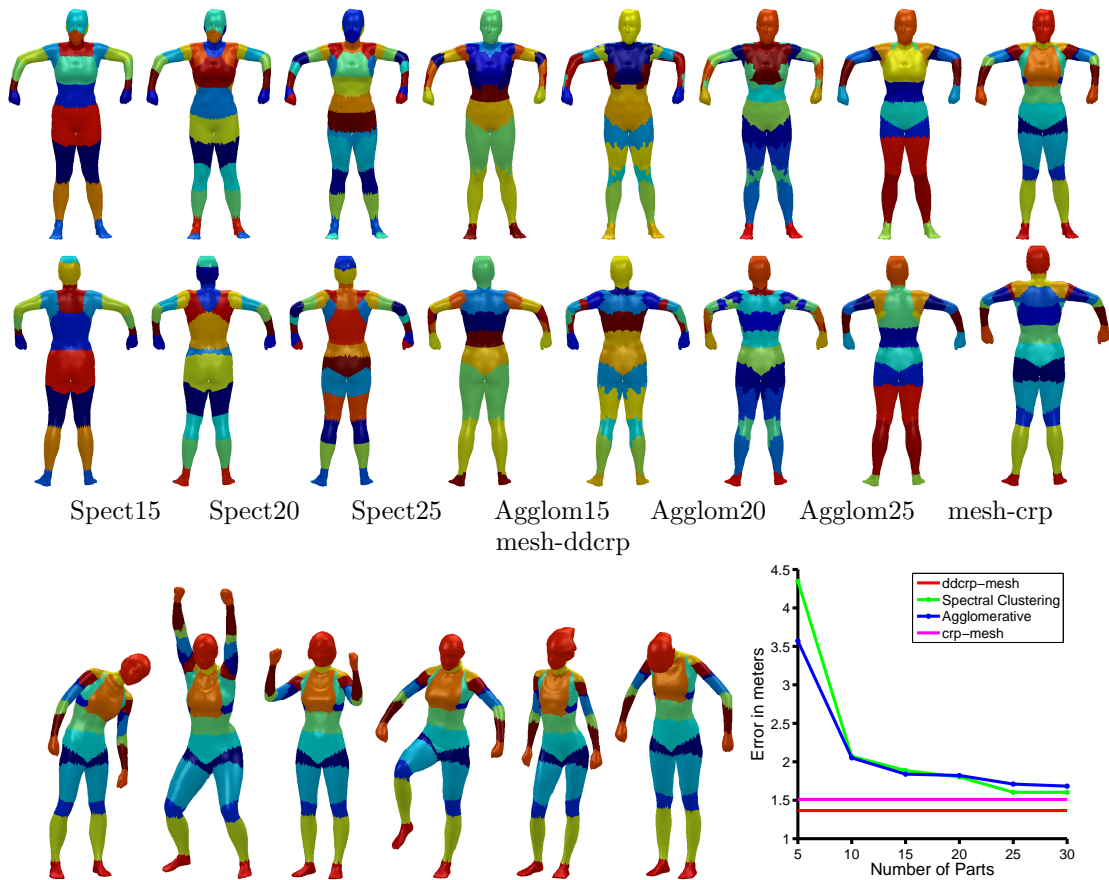 Spect15 Spect20 Spect25 Agglom15 Agglom20 Agglom25 mesh-crp
mesh-ddcrp
4.5
4
3.5
3
2.5
2
1.5
1
Error in meters
ddcrp−mesh
Spectral Clustering
Agglomerative
crp−mesh
5 10 15 20 25 30
Number of Parts